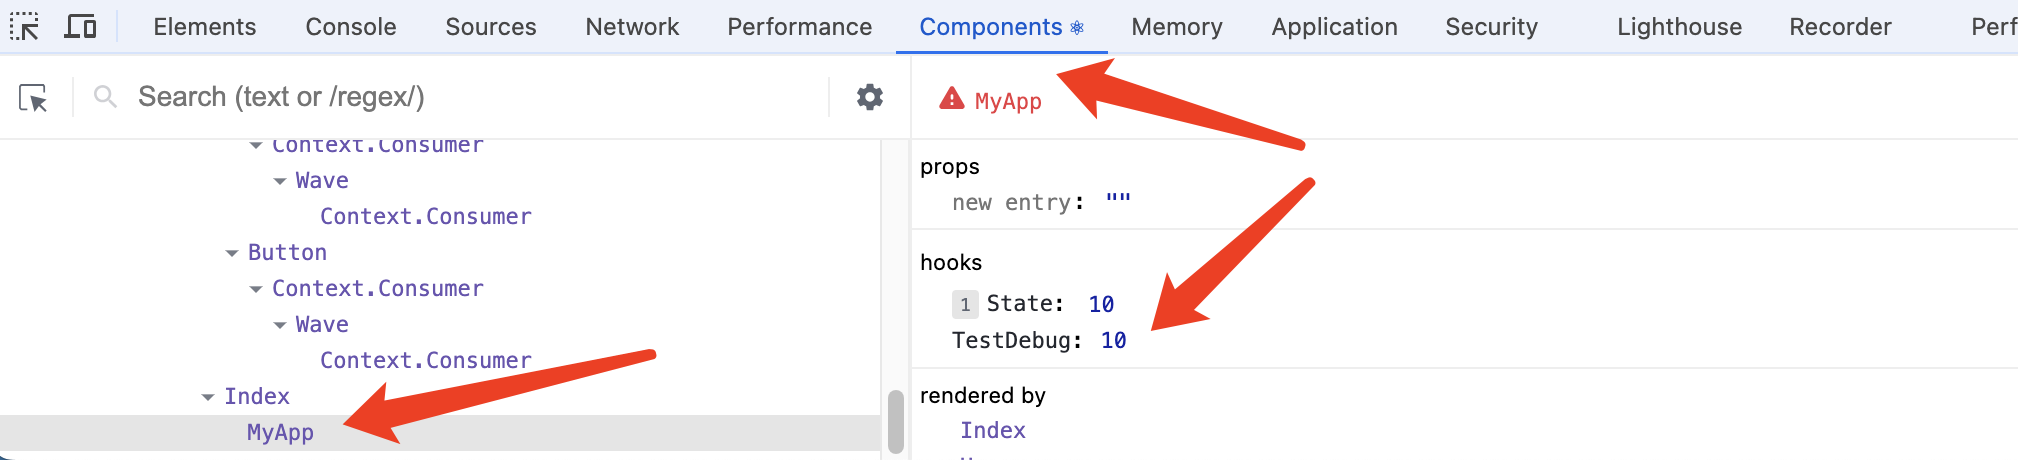 Elements Console Sources Network Performance Components Memory Application Security Lighthouse Recorder Perf
Search (text or /regex/)
Context.Consumer
Wave
Context.Consumer
Button
Context.Consumer
Wave
Context.Consumer
Index
MyApp
MyApp
props
new entry: ""
hooks
1 State: 10
TestDebug: 10
rendered by
Index